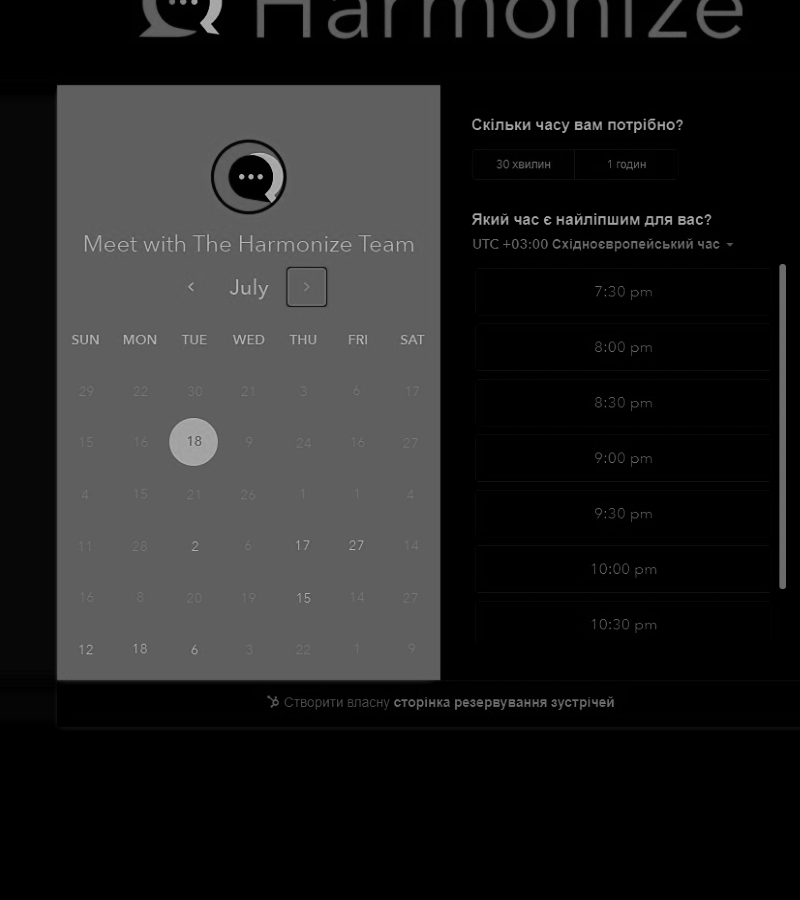 Harmonize
Meet with The Harmonize Team
July
SUN MON TUE WED THU FRI SAT
29 22 30 21 3 6 17
15 16 18 9 24 16 27
4 15 21 26 1 1 4
11 28 2 6 17 27 14
16 8 20 19 15 14 27
12 18 6 3 22 1 9
Скільки часу вам потрібно?
30 хвилин 1 годин
Який час є найліпшим для вас?
UTC +03:00 Східноєвропейський час
7:30 pm
8:00 pm
8:30 pm
9:00 pm
9:30 pm
10:00 pm
10:30 pm
Створити власну сторінка резервування зустрічей